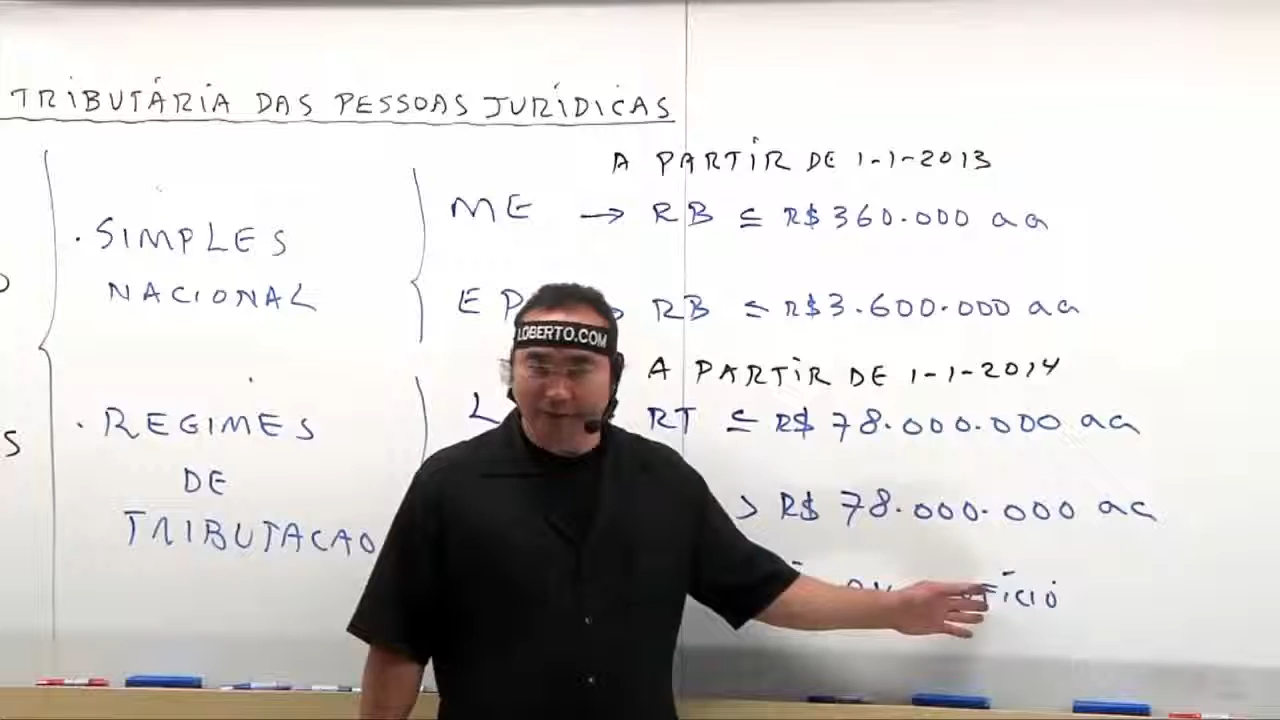 TRIBUTÁRIA DAS PESSOAS JURÍDICAS
A PARTIR DE 1-1-2013
ME → RB ≤ R$ 360.000 aa
. SIMPLES
NACIONAL
RB ≤ R$3.600.000 aa
LOBERTO.COM
A PARTIR DE 1-1-2014
. REGIMES
RT ≤ R$ 78.000.000 aa
DE
> R$ 78.000.000 aa
TRIBUTACAO